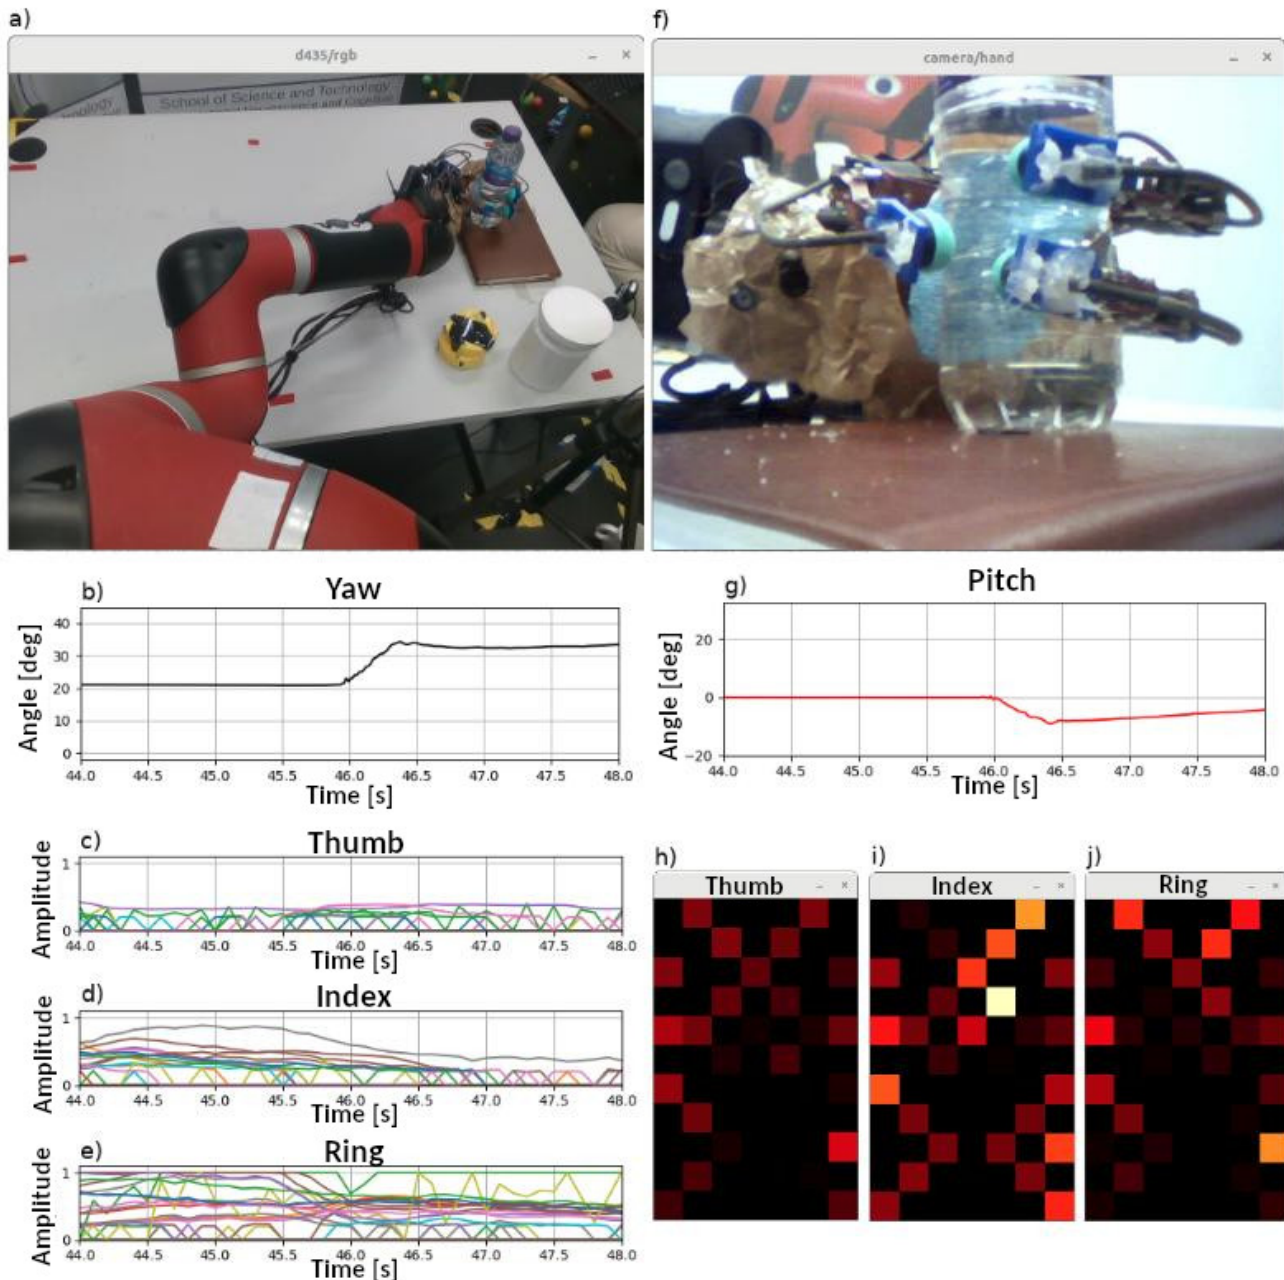 a)
d435/rgb
School of Science and Technology
f)
camera/hand
b)
Yaw
Angle [deg]
40
30
20
10
0
44.0 44.5 45.0 45.5 46.0 46.5 47.0 47.5 48.0
Time [s]
g)
Pitch
Angle [deg]
20
0
−20
44.0 44.5 45.0 45.5 46.0 46.5 47.0 47.5 48.0
Time [s]
c)
Thumb
Amplitude
1
0
44.0 44.5 45.0 45.5 46.0 46.5 47.0 47.5 48.0
Time [s]
d)
Index
Amplitude
1
0
44.0 44.5 45.0 45.5 46.0 46.5 47.0 47.5 48.0
Time [s]
e)
Ring
Amplitude
1
0
44.0 44.5 45.0 45.5 46.0 46.5 47.0 47.5 48.0
Time [s]
h)
Thumb
i)
Index
j)
Ring